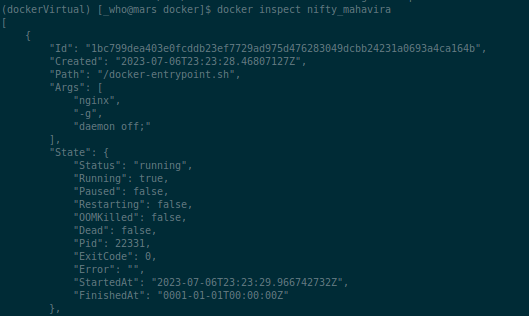 (dockerVirtual) [_who@mars docker]$ docker inspect nifty_mahavira
[
    {
        "Id": "1bc799dea403e0fcddb23ef7729ad975d476283049dcbb24231a0693a4ca164b",
        "Created": "2023-07-06T23:23:28.46807127Z",
        "Path": "/docker-entrypoint.sh",
        "Args": [
            "nginx",
            "-g",
            "daemon off;"
        ],
        "State": {
            "Status": "running",
            "Running": true,
            "Paused": false,
            "Restarting": false,
            "OOMKilled": false,
            "Dead": false,
            "Pid": 22331,
            "ExitCode": 0,
            "Error": "",
            "StartedAt": "2023-07-06T23:23:29.966742732Z",
            "FinishedAt": "0001-01-01T00:00:00Z"
        },